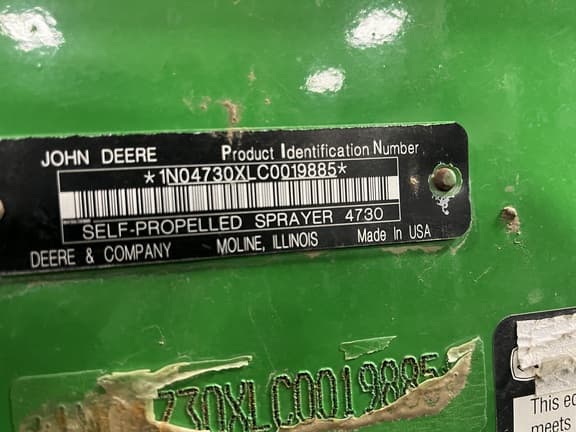 JOHN DEERE Product Identification Number
*1N04730XLC0019885*
SELF-PROPELLED SPRAYER 4730
DEERE & COMPANY MOLINE, ILLINOIS Made In USA
730XLC0019885
This eq
meets